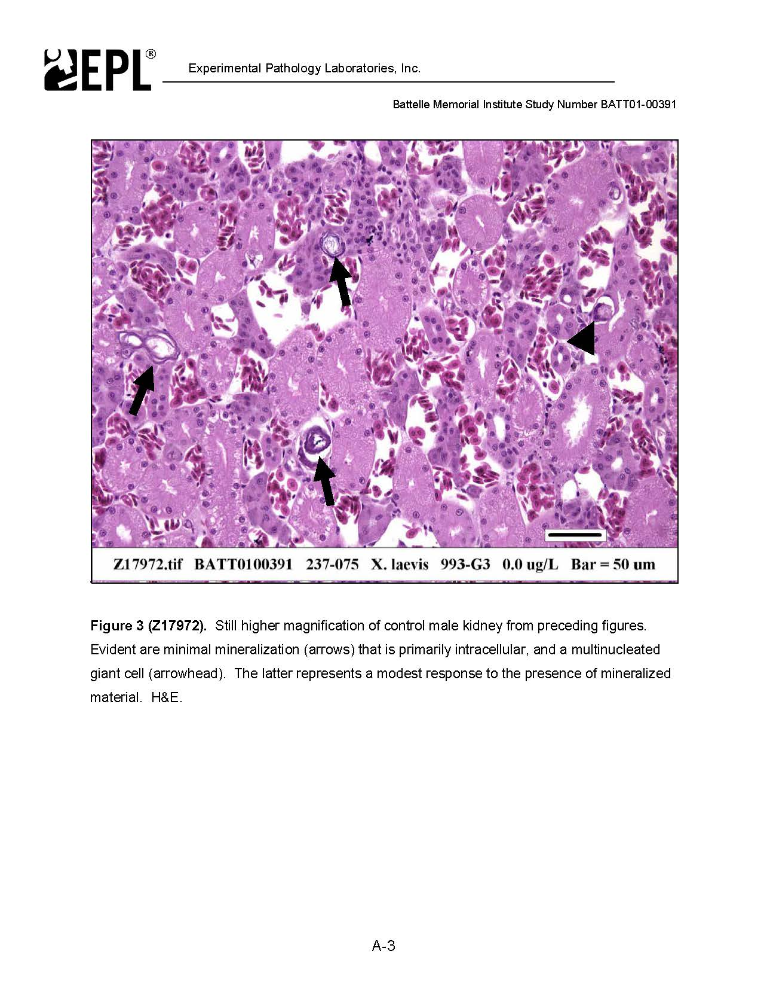 EPL®
Experimental Pathology Laboratories, Inc.
Battelle Memorial Institute Study Number BATT01-00391
Z17972.tif BATT0100391 237-075 X. laevis 993-G3 0.0 ug/L Bar = 50 um
Figure 3 (Z17972). Still higher magnification of control male kidney from preceding figures.
Evident are minimal mineralization (arrows) that is primarily intracellular, and a multinucleated
giant cell (arrowhead). The latter represents a modest response to the presence of mineralized
material. H&E.
A-3